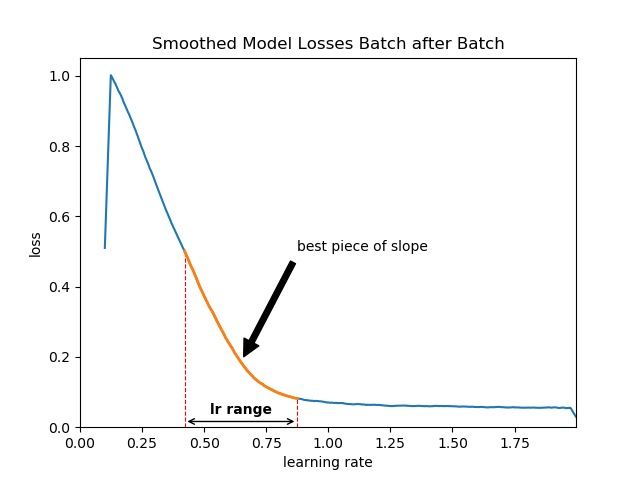 Smoothed Model Losses Batch after Batch
1.0
0.8
0.6
0.4
0.2
0.0
loss
best piece of slope
lr range
0.00 0.25 0.50 0.75 1.00 1.25 1.50 1.75
learning rate